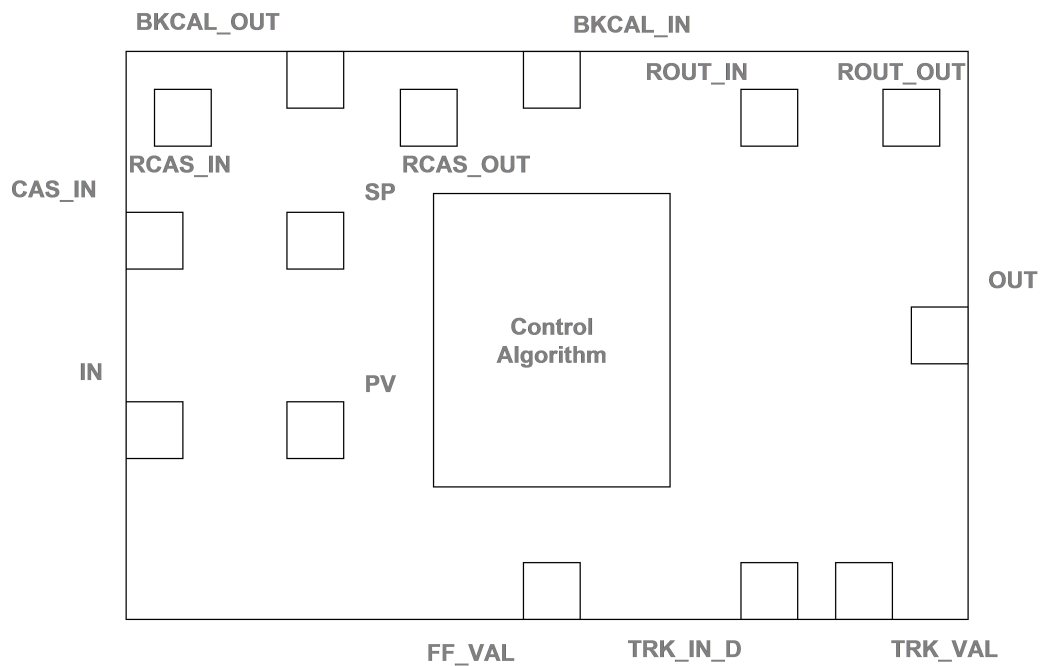 BKCAL_OUT
BKCAL_IN
ROUT_IN
ROUT_OUT
RCAS_IN
RCAS_OUT
CAS_IN
SP
OUT
Control
Algorithm
IN
PV
FF_VAL
TRK_IN_D
TRK_VAL